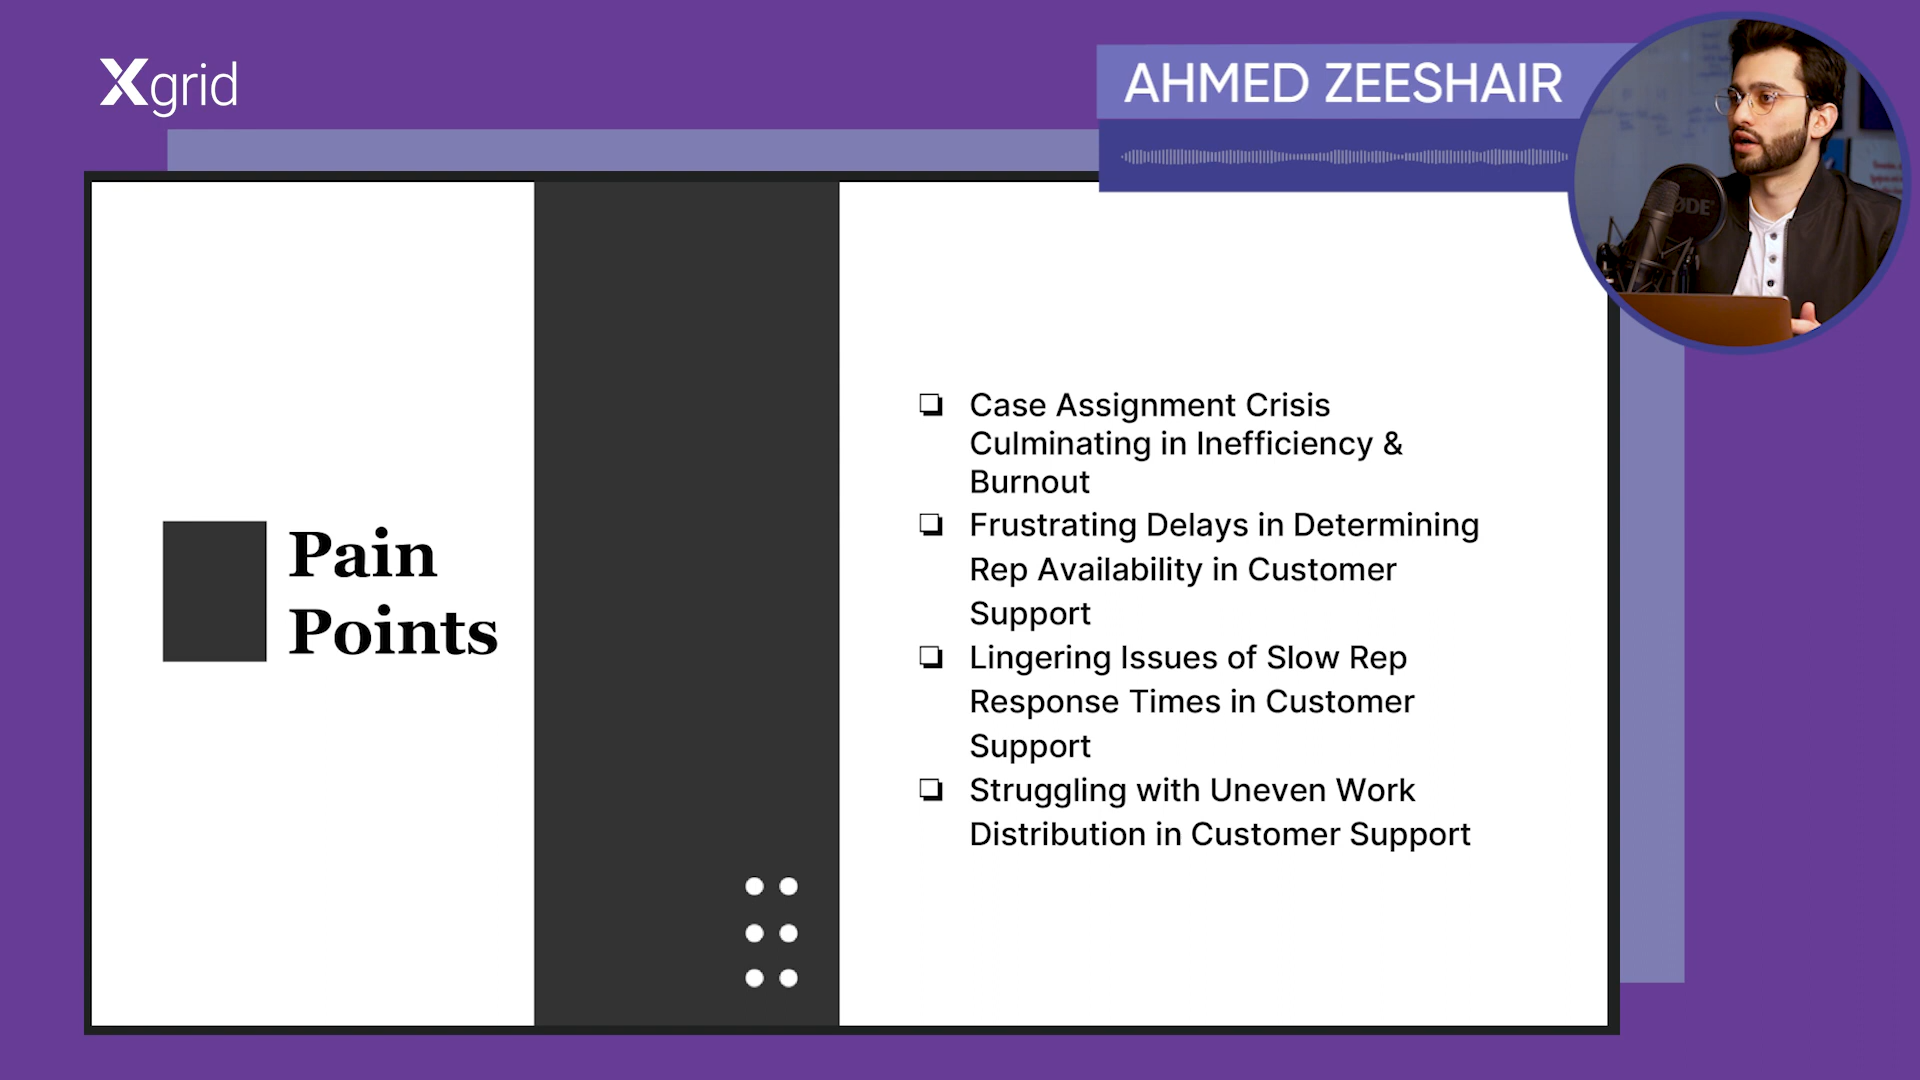 Xgrid
AHMED ZEESHAIR
Pain
Points
Case Assignment Crisis
Culminating in Inefficiency &
Burnout
Frustrating Delays in Determining
Rep Availability in Customer
Support
Lingering Issues of Slow Rep
Response Times in Customer
Support
Struggling with Uneven Work
Distribution in Customer Support